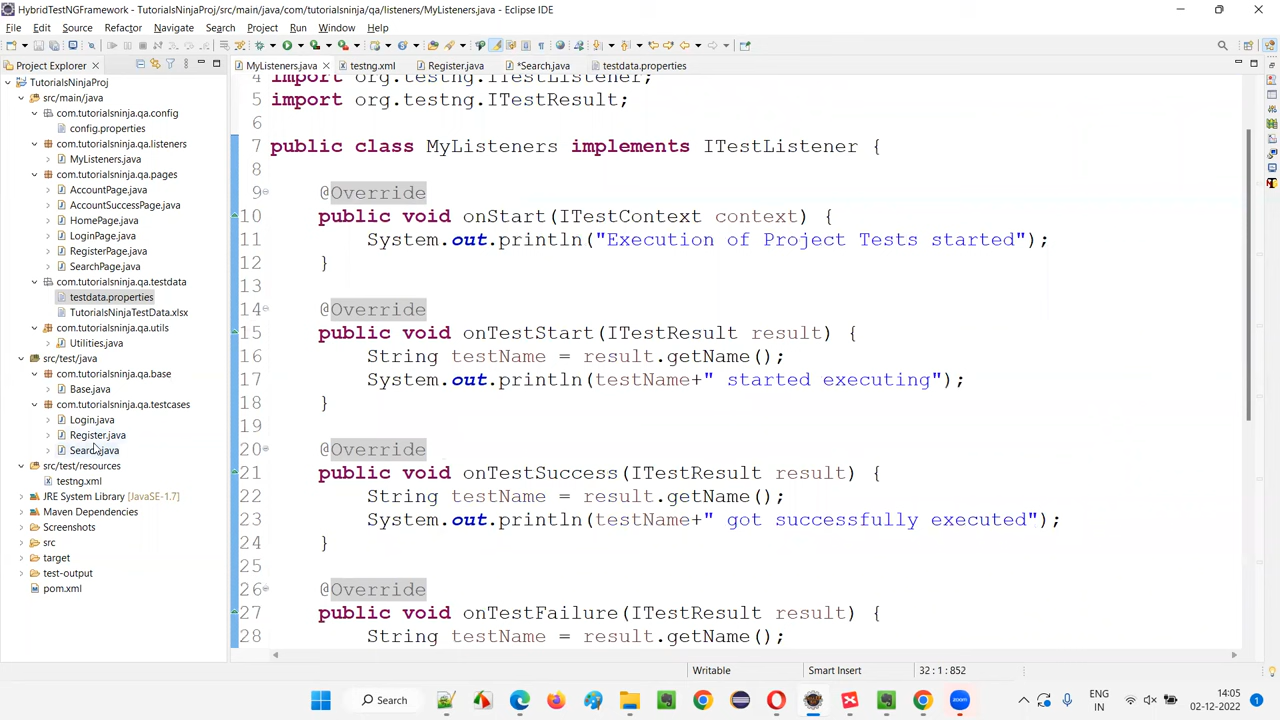 HybridTestNGFramework - TutorialsNinjaProj/src/main/java/com/tutorialsninja/qa/listeners/MyListeners.java - Eclipse IDE
File Edit Source Refactor Navigate Search Project Run Window Help
Project Explorer
MyListeners.java testng.xml Register.java *Search.java testdata.properties
TutorialsNinjaProj
src/main/java
com.tutorialsninja.qa.config
config.properties
com.tutorialsninja.qa.listeners
MyListeners.java
com.tutorialsninja.qa.pages
AccountPage.java
AccountSuccessPage.java
HomePage.java
LoginPage.java
RegisterPage.java
SearchPage.java
com.tutorialsninja.qa.testdata
testdata.properties
TutorialsNinjaTestData.xlsx
com.tutorialsninja.qa.utils
Utilities.java
src/test/java
com.tutorialsninja.qa.base
Base.java
com.tutorialsninja.qa.testcases
Login.java
Register.java
Search.java
src/test/resources
testng.xml
JRE System Library [JavaSE-1.7]
Maven Dependencies
Screenshots
src
target
test-output
pom.xml
4 import org.testng.ITestListener;
5 import org.testng.ITestResult;
6
7 public class MyListeners implements ITestListener {
8
9 @Override
10 public void onStart(ITestContext context) {
11 System.out.println("Execution of Project Tests started");
12 }
13
14 @Override
15 public void onTestStart(ITestResult result) {
16 String testName = result.getName();
17 System.out.println(testName+" started executing");
18 }
19
20 @Override
21 public void onTestSuccess(ITestResult result) {
22 String testName = result.getName();
23 System.out.println(testName+" got successfully executed");
24 }
25
26 @Override
27 public void onTestFailure(ITestResult result) {
28 String testName = result.getName();
Writable Smart Insert 32 : 1 : 852
Search
ENG
IN
14:05
02-12-2022
1